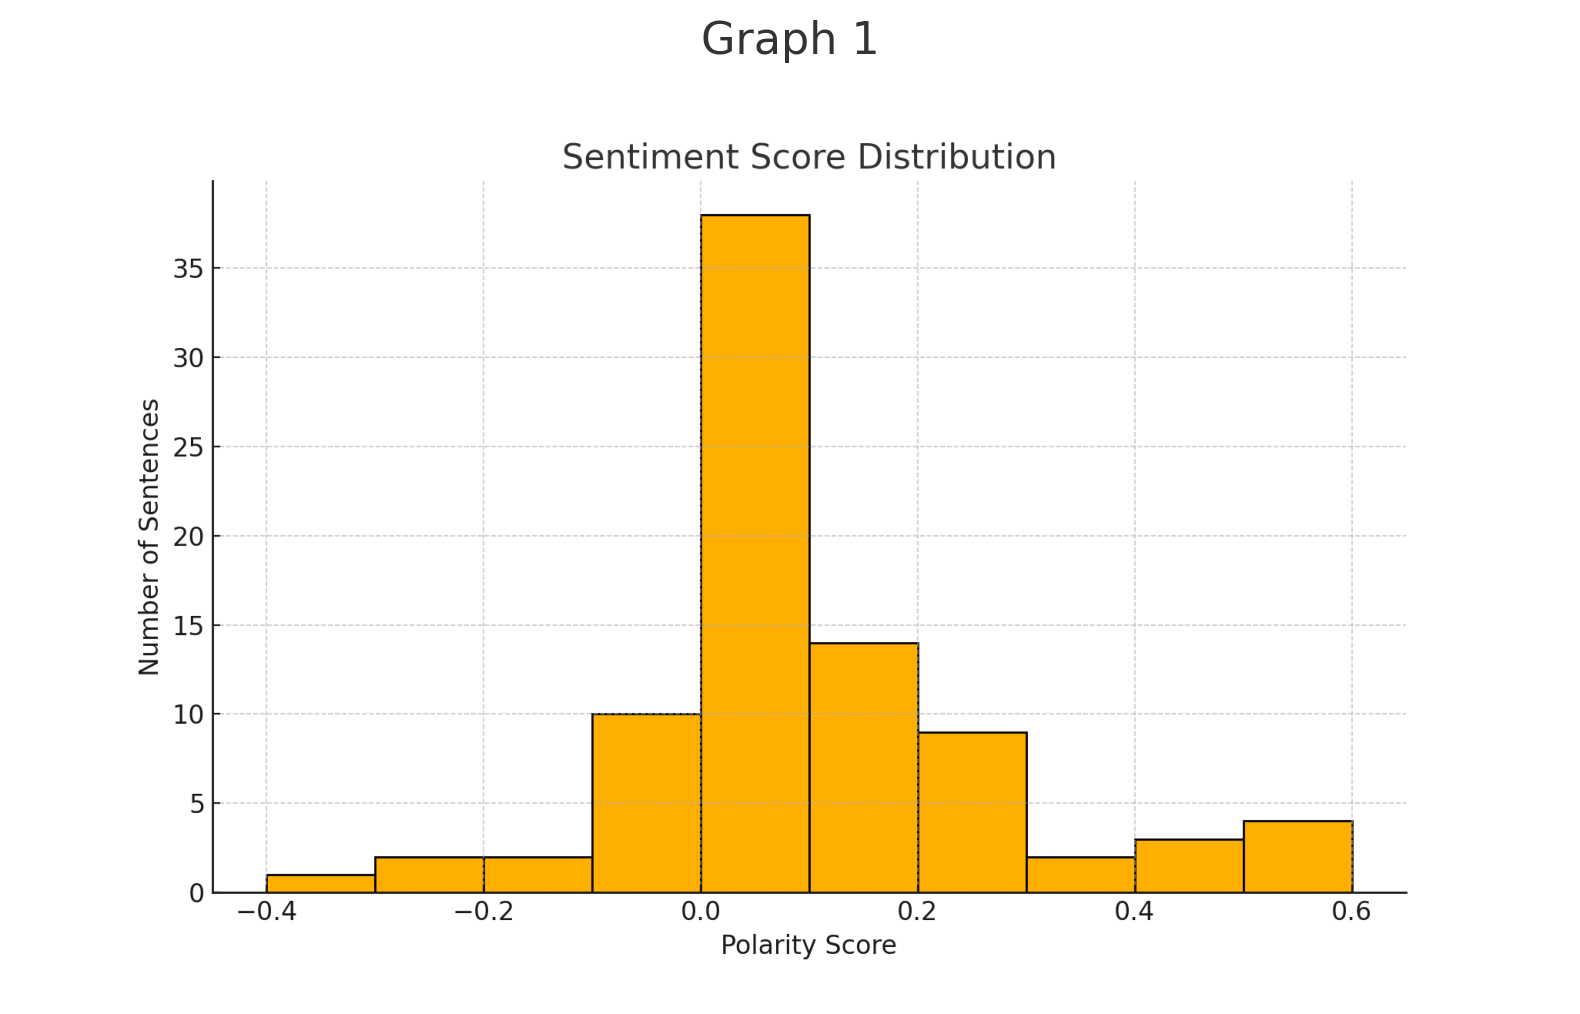 Graph 1
Sentiment Score Distribution
Number of Sentences
35
30
25
20
15
10
5
0
−0.4 −0.2 0.0 0.2 0.4 0.6
Polarity Score